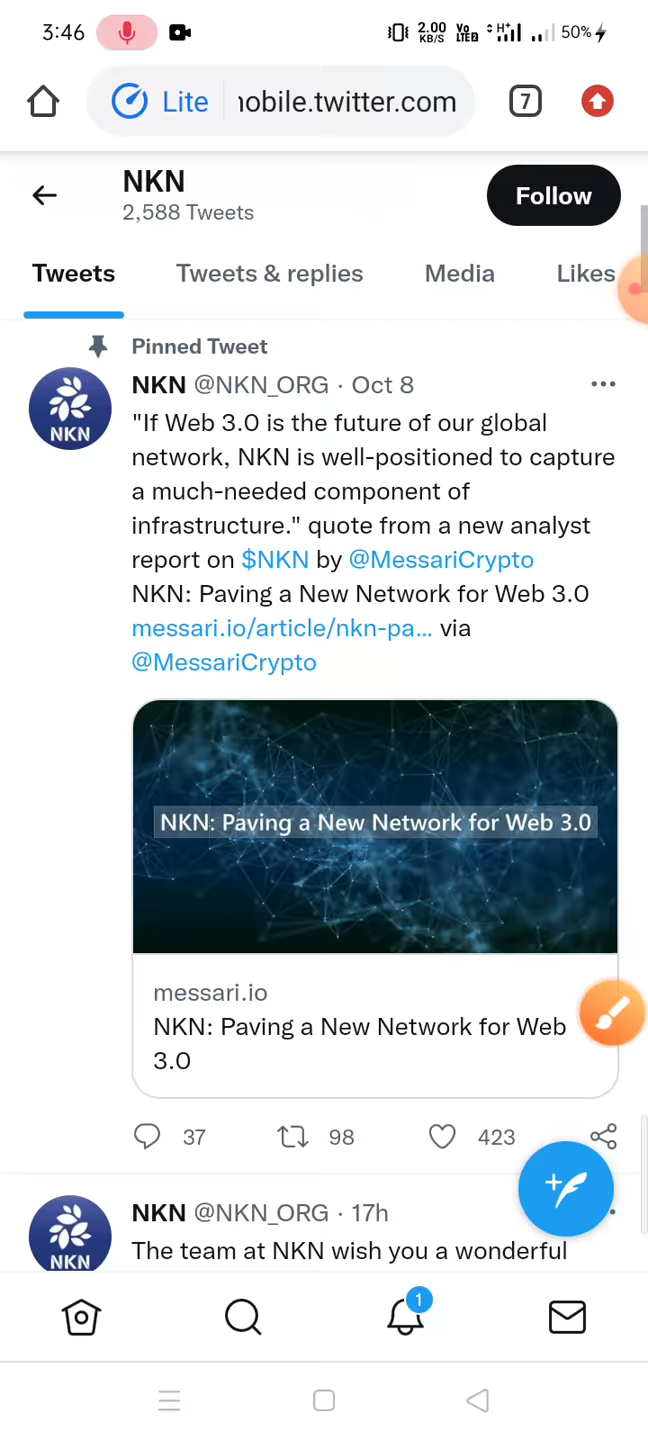 3:46 2.00 KB/S Vo LTE2 H+ 50%
Lite nobile.twitter.com 7
NKN
2,588 Tweets
Follow
Tweets Tweets & replies Media Likes
Pinned Tweet
NKN @NKN_ORG · Oct 8
"If Web 3.0 is the future of our global
network, NKN is well-positioned to capture
a much-needed component of
infrastructure." quote from a new analyst
report on $NKN by @MessariCrypto
NKN: Paving a New Network for Web 3.0
messari.io/article/nkn-pa... via
@MessariCrypto
NKN
NKN: Paving a New Network for Web 3.0
messari.io
NKN: Paving a New Network for Web
3.0
37 98 423
NKN @NKN_ORG · 17h
The team at NKN wish you a wonderful
NKN
1